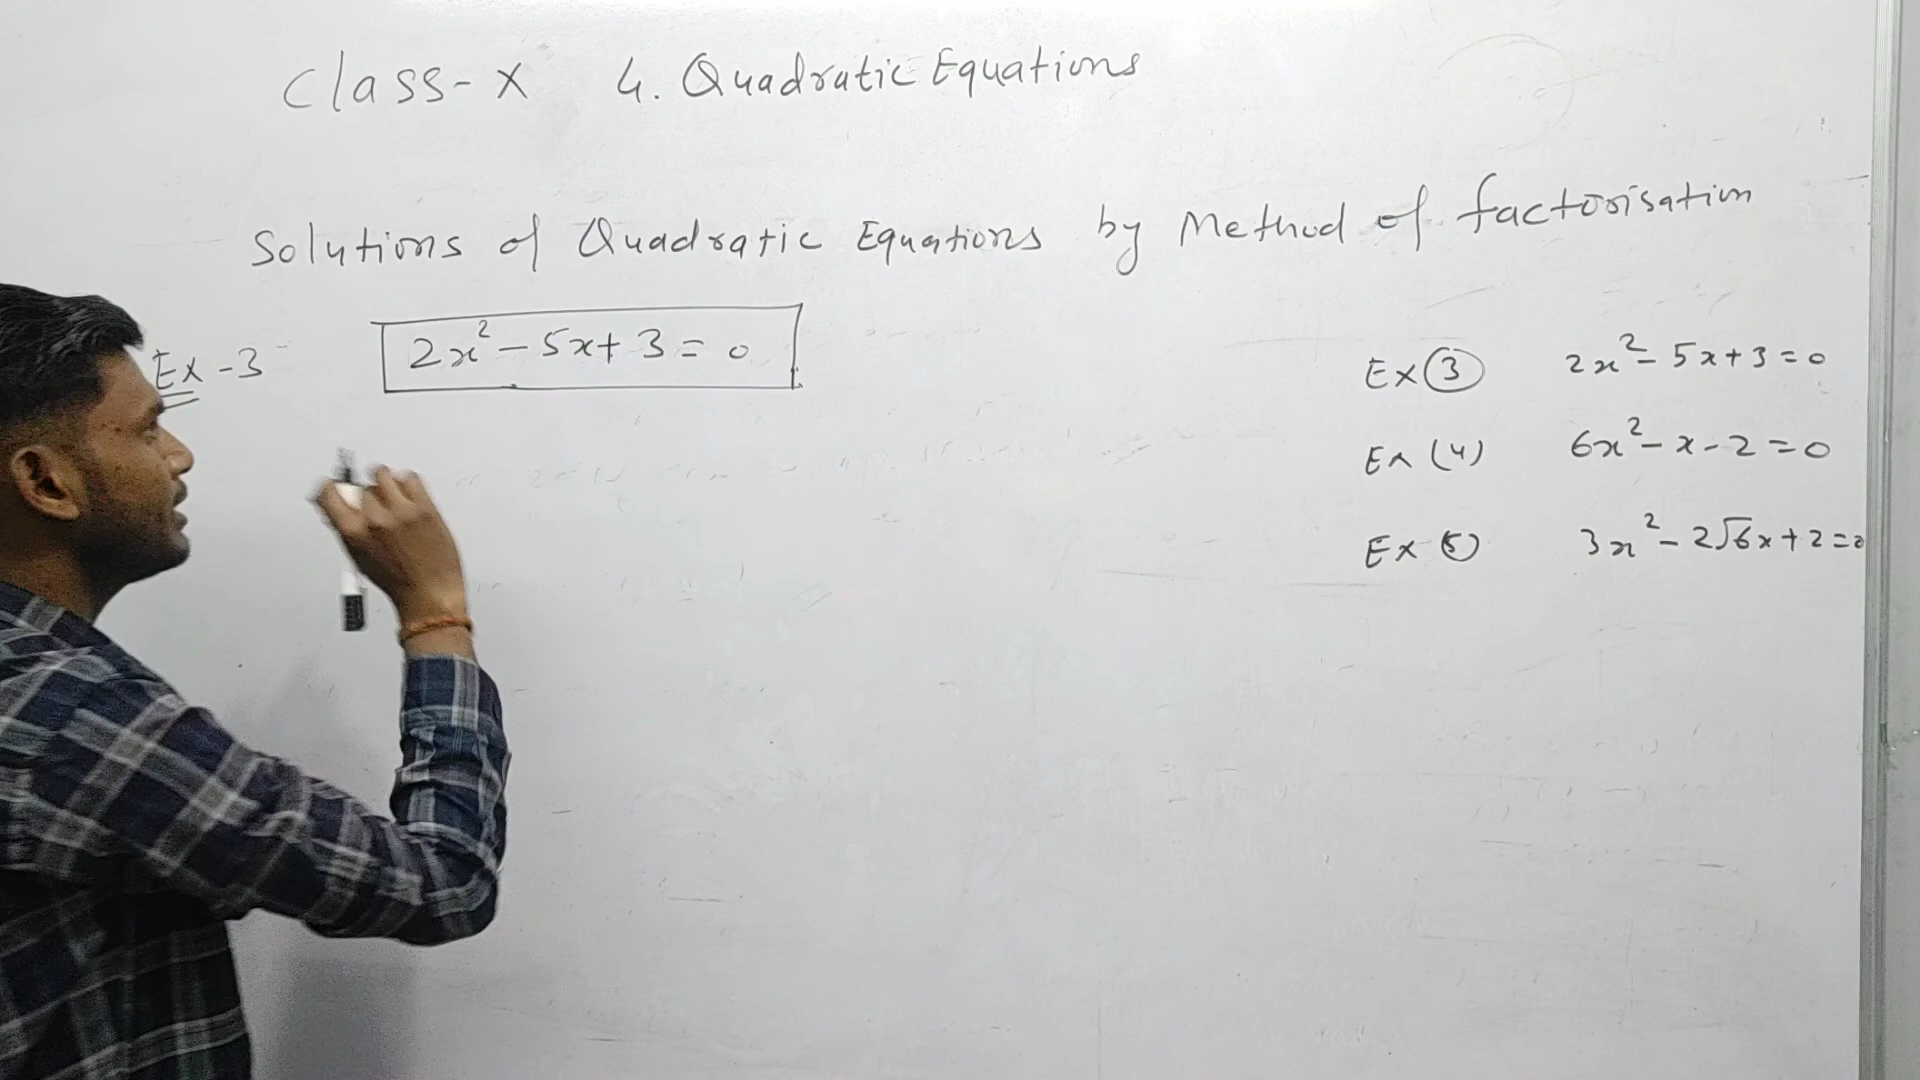 Class-X 4. Quadratic Equations
Solutions of Quadratic Equations by Method of factorisation
Ex-3 2x² - 5x + 3 = 0
Ex (3) 2x² - 5x + 3 = 0
Ex (4) 6x² - x - 2 = 0
Ex (5) 3x² - 2√6x + 2 = 0